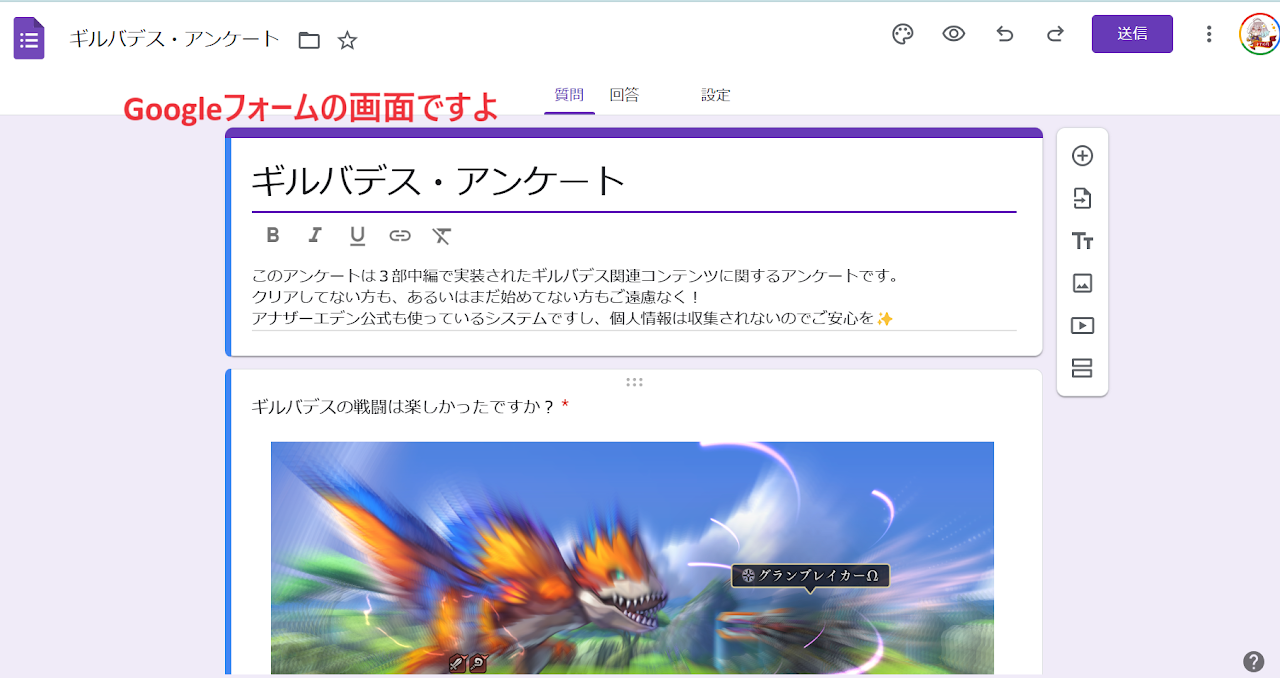 ギルバデス・アンケート
送信
Googleフォームの画面ですよ
質問 回答 設定
ギルバデス・アンケート
B I U
このアンケートは３部中編で実装されたギルバデス関連コンテンツに関するアンケートです。
クリアしてない方も、あるいはまだ始めてない方もご遠慮なく！
アナザーエデン公式も使っているシステムですし、個人情報は収集されないのでご安心を✨
Tт
ギルバデスの戦闘は楽しかったですか？ *
グランブレイカーΩ